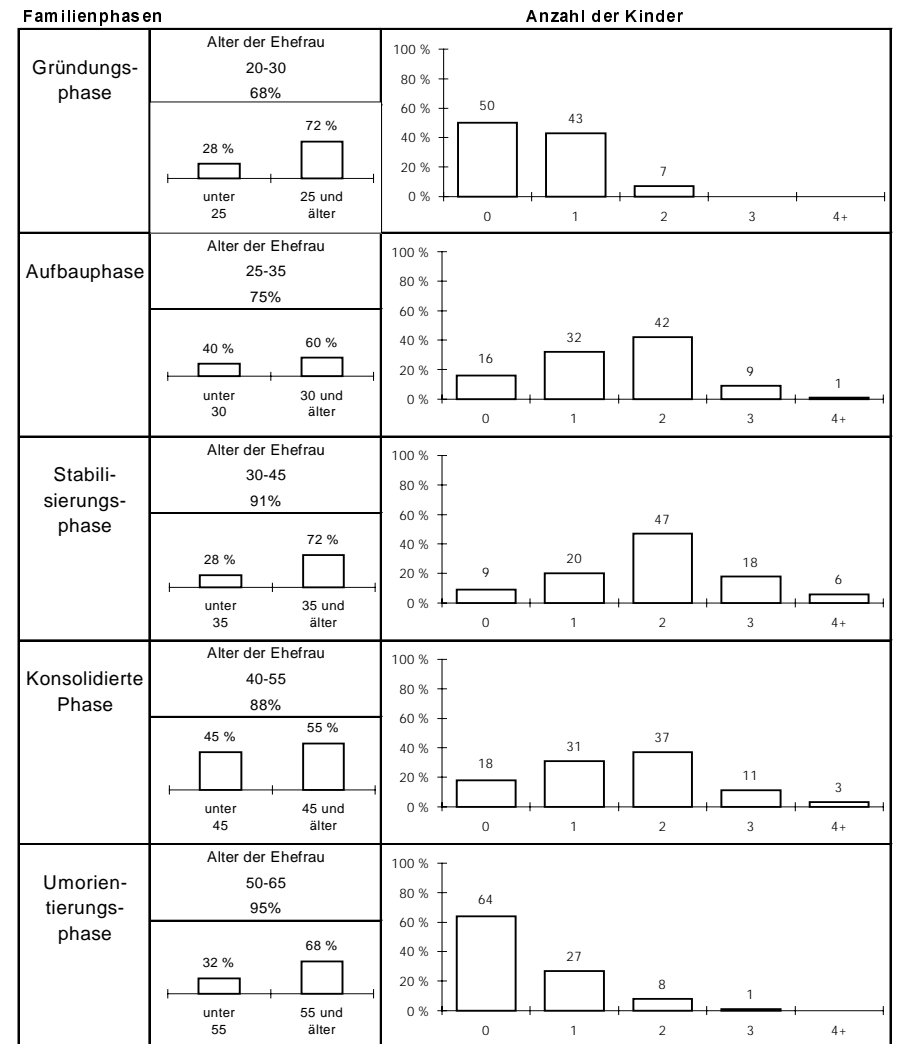 Familienphasen Anzahl der Kinder
Gründungs-
phase
Alter der Ehefrau
20-30
68%
28 %
72 %
unter
25
25 und
älter
100 %
80 %
60 %
40 %
20 %
0 %
50
43
7
0 1 2 3 4+
Aufbauphase
Alter der Ehefrau
25-35
75%
40 %
60 %
unter
30
30 und
älter
100 %
80 %
60 %
40 %
20 %
0 %
16
32
42
9
1
0 1 2 3 4+
Stabili-
sierungs-
phase
Alter der Ehefrau
30-45
91%
28 %
72 %
unter
35
35 und
älter
100 %
80 %
60 %
40 %
20 %
0 %
9
20
47
18
6
0 1 2 3 4+
Konsolidierte
Phase
Alter der Ehefrau
40-55
88%
45 %
55 %
unter
45
45 und
älter
100 %
80 %
60 %
40 %
20 %
0 %
18
31
37
11
3
0 1 2 3 4+
Umorien-
tierungs-
phase
Alter der Ehefrau
50-65
95%
32 %
68 %
unter
55
55 und
älter
100 %
80 %
60 %
40 %
20 %
0 %
64
27
8
1
0 1 2 3 4+